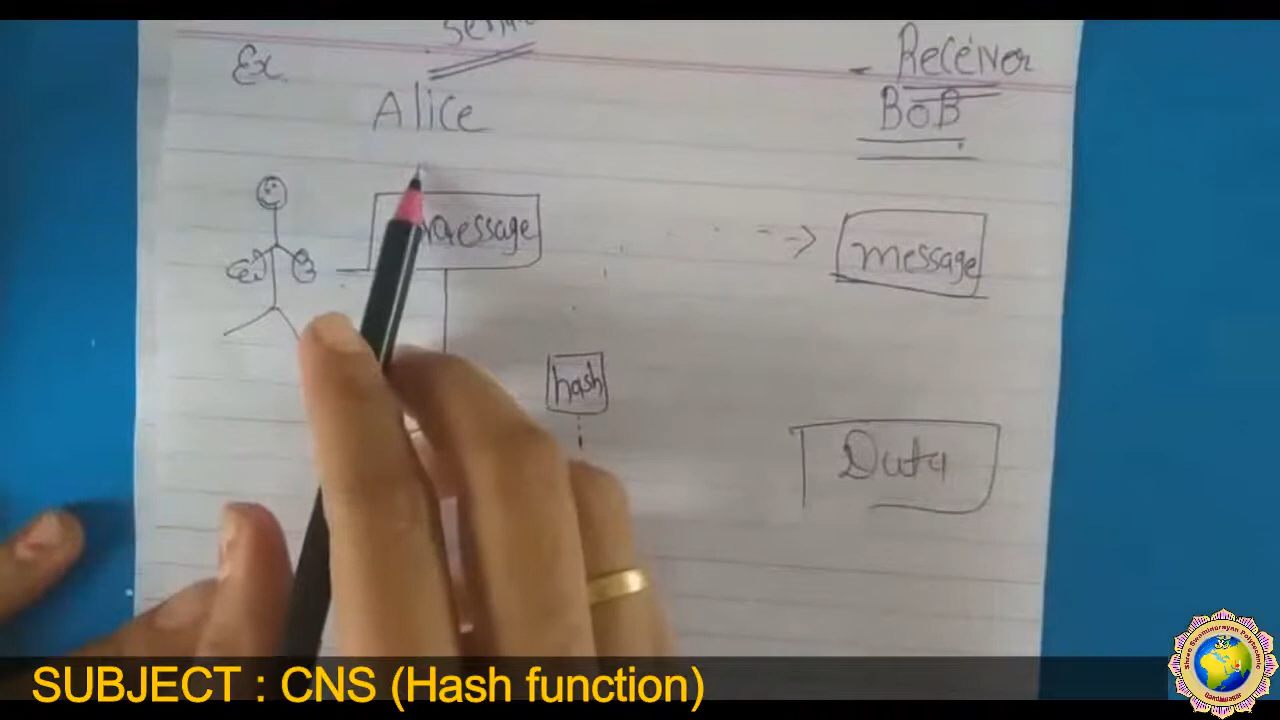 Ex
Receiver
Alice
BoB
message
message
hash
Data
SUBJECT : CNS (Hash function)